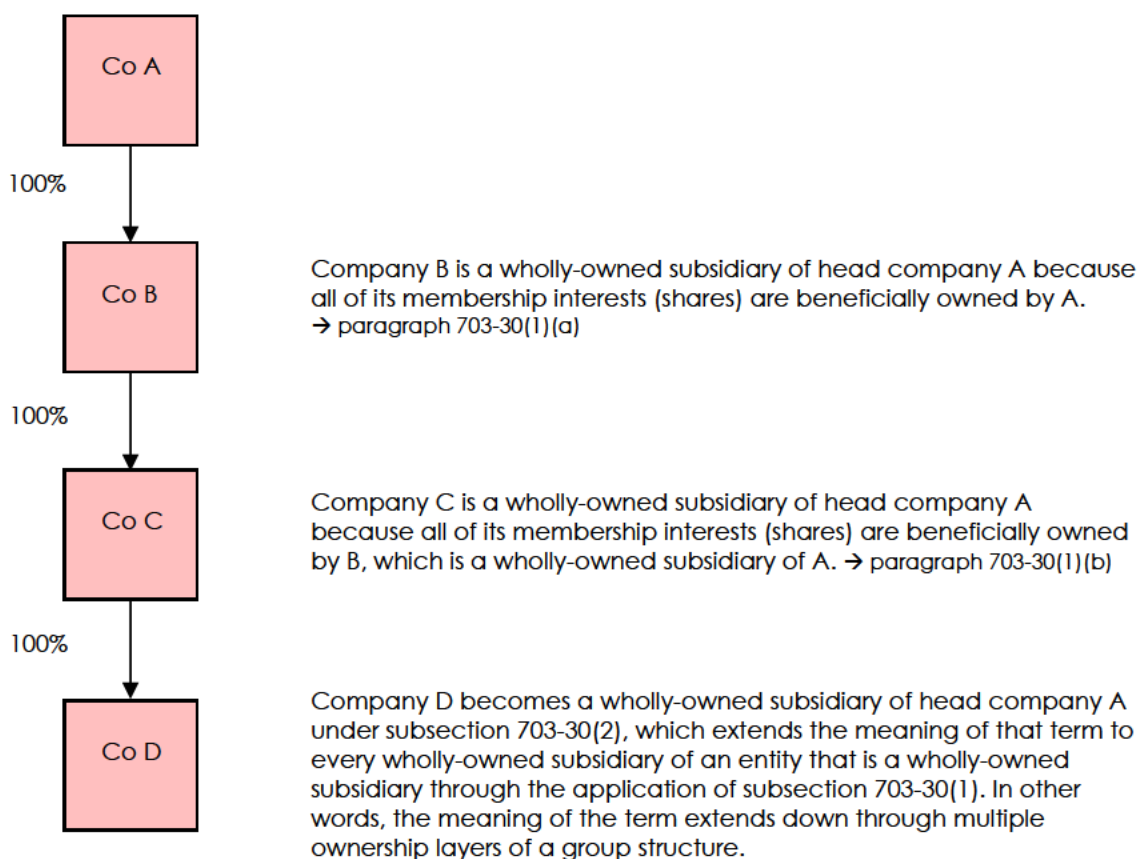 Co A
100%
Co B
Company B is a wholly-owned subsidiary of head company A because
all of its membership interests (shares) are beneficially owned by A.
→ paragraph 703-30(1)(a)
100%
Co C
Company C is a wholly-owned subsidiary of head company A
because all of its membership interests (shares) are beneficially owned
by B, which is a wholly-owned subsidiary of A. → paragraph 703-30(1)(b)
100%
Co D
Company D becomes a wholly-owned subsidiary of head company A
under subsection 703-30(2), which extends the meaning of that term to
every wholly-owned subsidiary of an entity that is a wholly-owned
subsidiary through the application of subsection 703-30(1). In other
words, the meaning of the term extends down through multiple
ownership layers of a group structure.